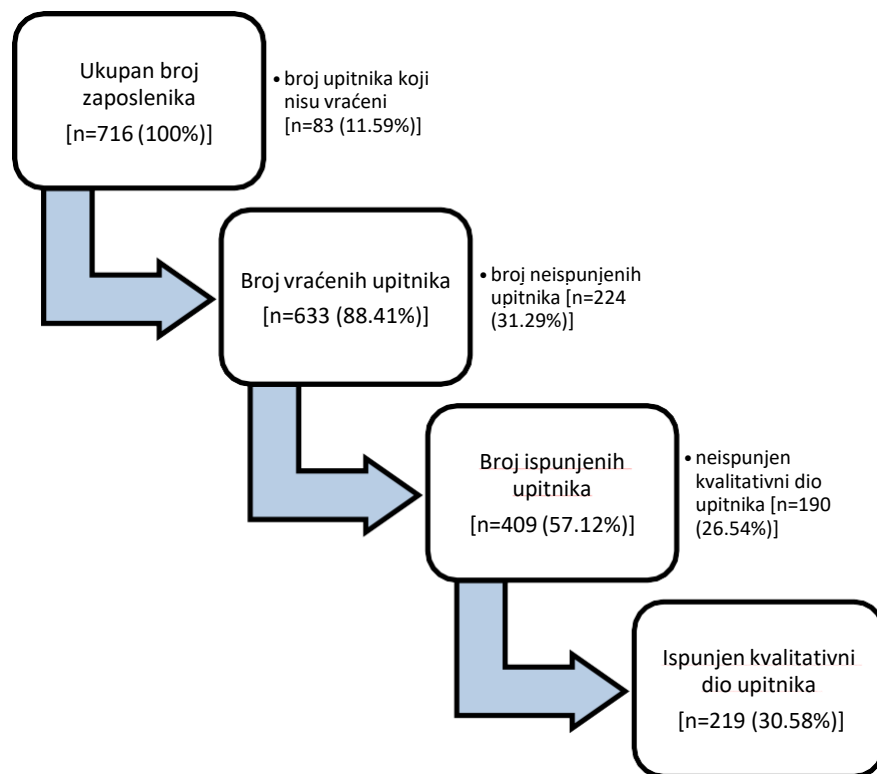 Ukupan broj
zaposlenika
[n=716 (100%)]
• broj upitnika koji
nisu vraćeni
[n=83 (11.59%)]
Broj vraćenih upitnika
[n=633 (88.41%)]
• broj neispunjenih
upitnika [n=224
(31.29%)]
Broj ispunjenih
upitnika
[n=409 (57.12%)]
• neispunjen
kvalitativni dio
upitnika [n=190
(26.54%)]
Ispunjen kvalitativni
dio upitnika
[n=219 (30.58%)]